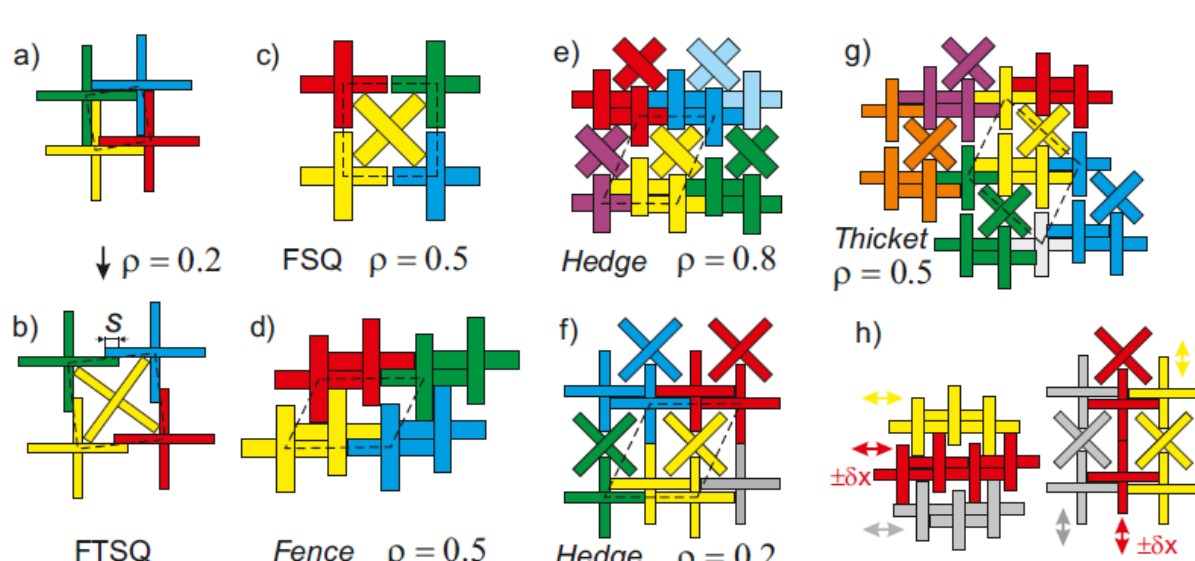 a)
c)
e)
g)
↓ ρ = 0.2
FSQ ρ = 0.5
Hedge ρ = 0.8
Thicket
ρ = 0.5
b)
s
d)
f)
h)
±δx
±δx
FTSQ
Fence ρ = 0.5
Hedge ρ = 0.2